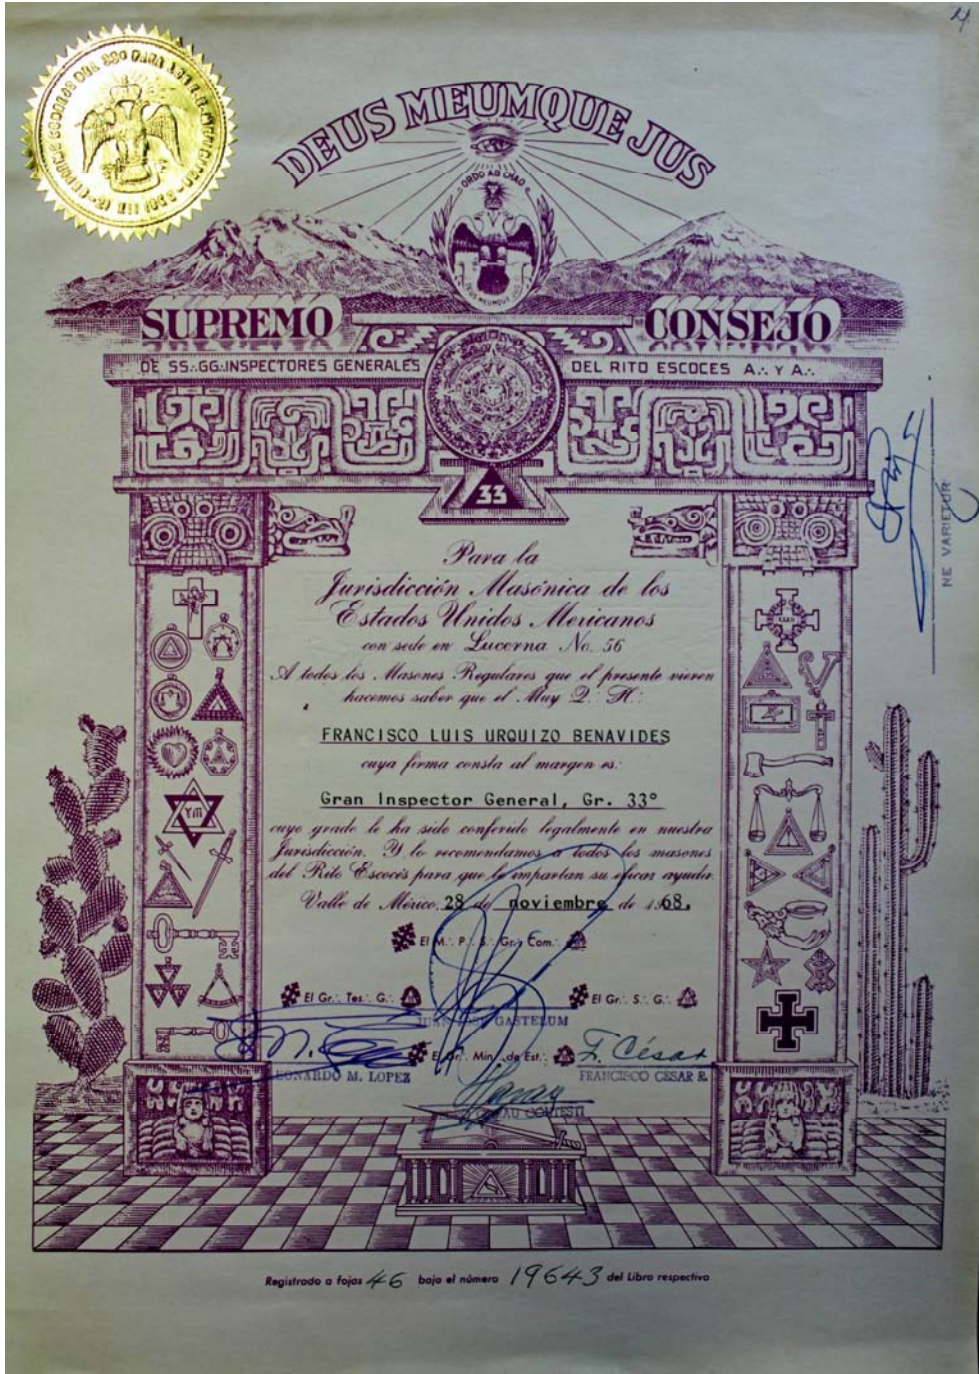 4
DEUS MEUMQUE JUS
ORDO AB CHAO
DEUS MEUMQUE JUS
SUPREMO CONSEJO
DE SS∴GG∴INSPECTORES GENERALES DEL RITO ESCOCES A∴ Y A∴
33
NE VARIETUR
Para la
Jurisdicción Masónica de los
Estados Unidos Mexicanos
con sede en Lucerna No. 56
A todos los Masones Regulares que el presente vieren
hacemos saber que el Muy Q∴ H∴
FRANCISCO LUIS URQUIZO BENAVIDES
cuya firma consta al margen es:
Gran Inspector General, Gr. 33°
cuyo grado le ha sido conferido legalmente en nuestra
Jurisdicción. Y lo recomendamos a todos los masones
del Rito Escocés para que le impartan su eficaz ayuda.
Valle de México, 28 de noviembre de 1968.
El M∴ P∴ S∴ Gr∴ Com∴
El Gr∴ Tes∴ G∴ El Gr∴ S∴ G∴
GASTELUM
El Gr∴ Min∴ de Est∴ F. César
LEONARDO M. LOPEZ FRANCISCO CESAR R.
Registrado a fojas 46 bajo el número 19643 del Libro respectivo